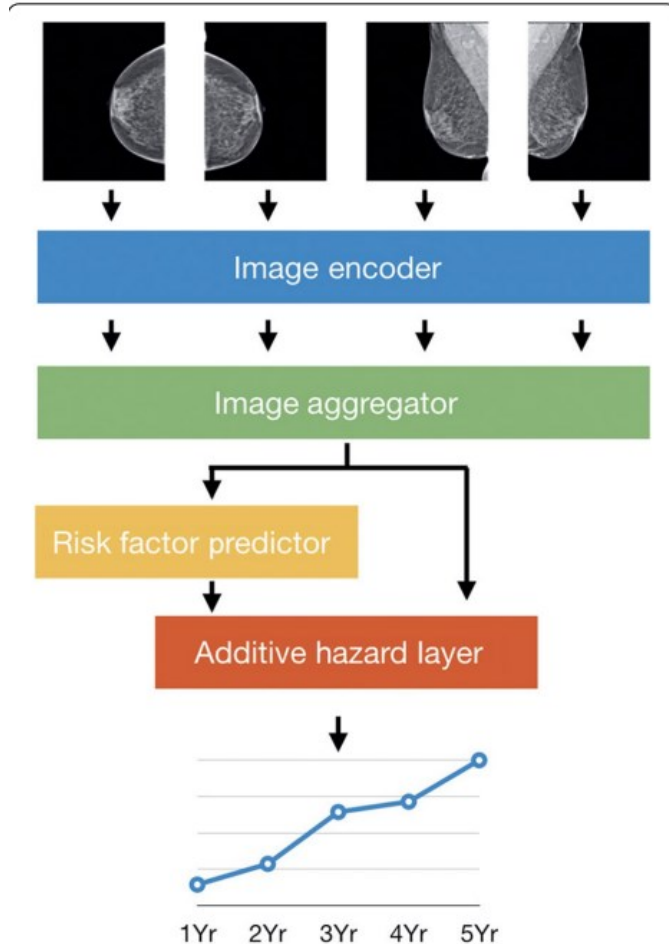 Image encoder
Image aggregator
Risk factor predictor
Additive hazard layer
1Yr 2Yr 3Yr 4Yr 5Yr